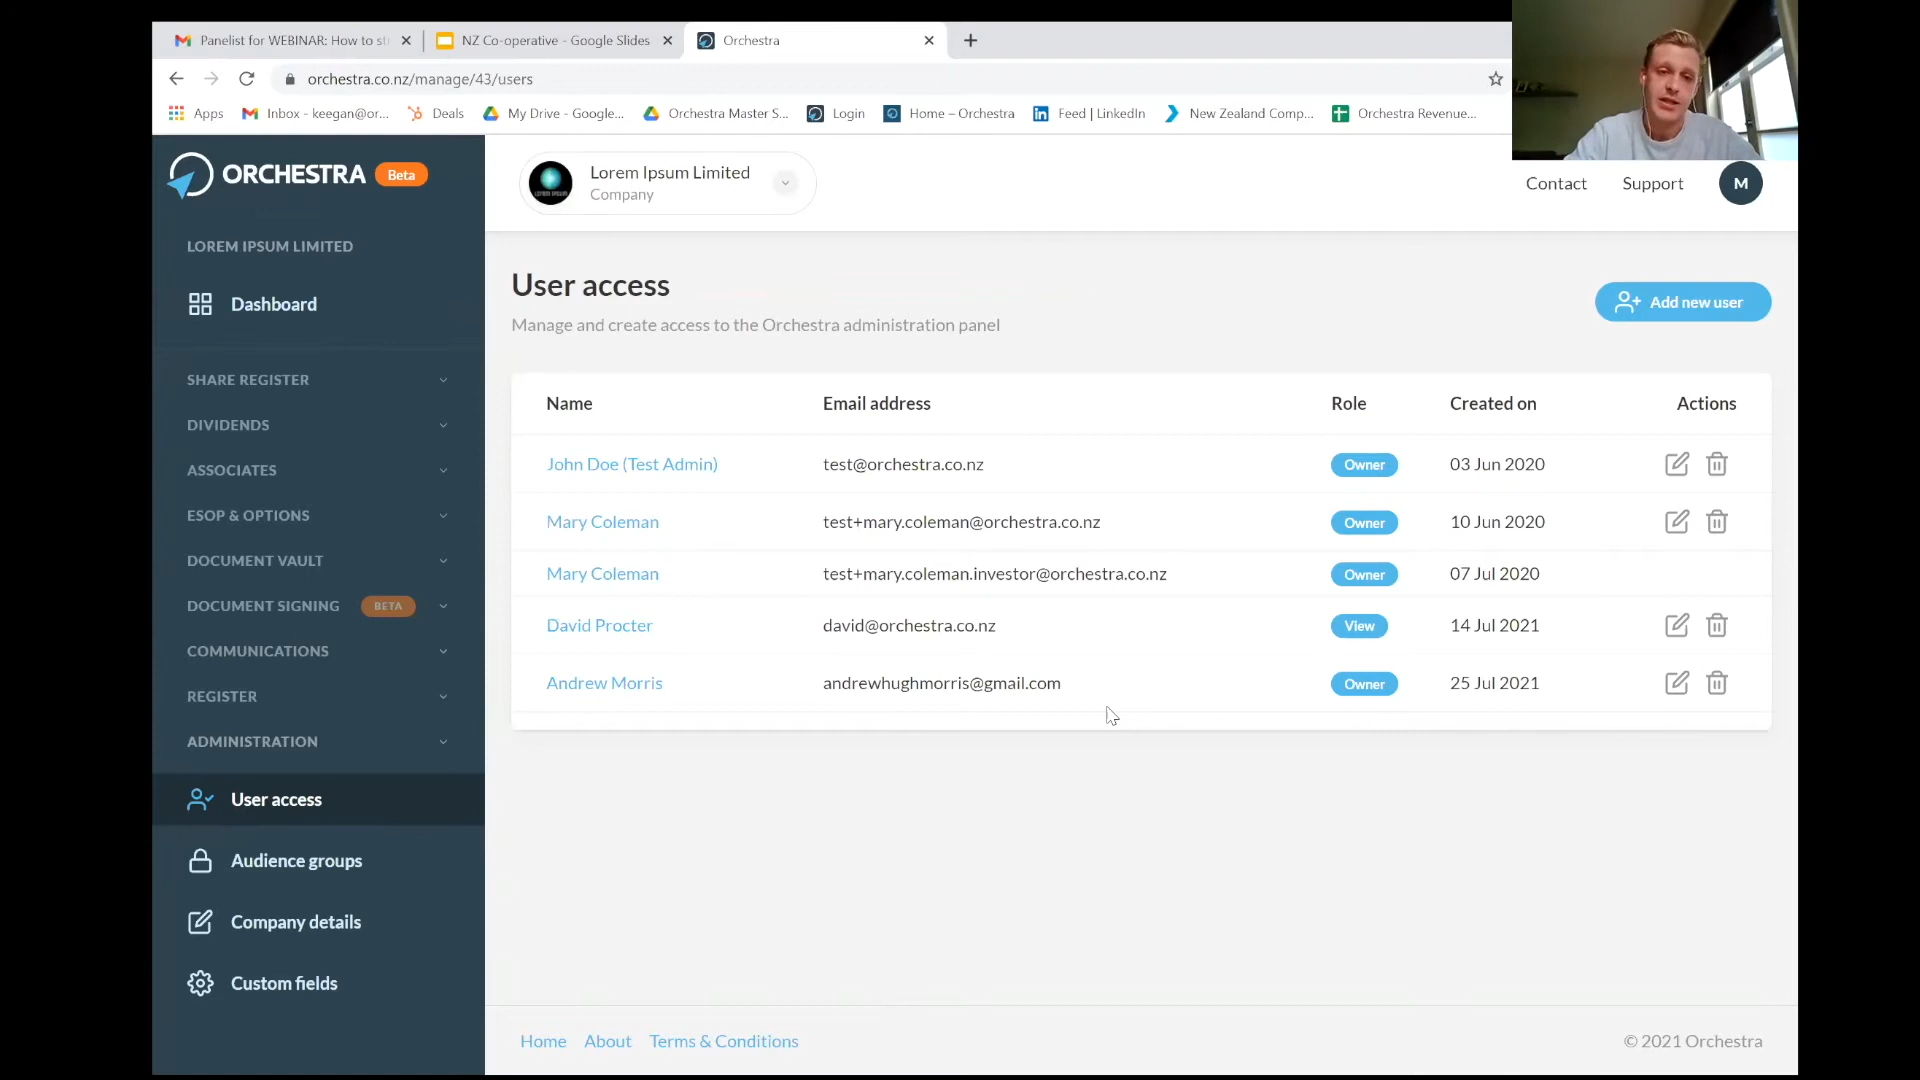 Panelist for WEBINAR: How to st
NZ Co-operative - Google Slides
Orchestra
orchestra.co.nz/manage/43/users
Apps
Inbox - keegan@or...
Deals
My Drive - Google...
Orchestra Master S...
Login
Home – Orchestra
Feed | LinkedIn
New Zealand Comp...
Orchestra Revenue...
ORCHESTRA Beta
Lorem Ipsum Limited
Company
Contact
Support
M
LOREM IPSUM LIMITED
Dashboard
SHARE REGISTER
DIVIDENDS
ASSOCIATES
ESOP & OPTIONS
DOCUMENT VAULT
DOCUMENT SIGNING BETA
COMMUNICATIONS
REGISTER
ADMINISTRATION
User access
Audience groups
Company details
Custom fields
User access
Manage and create access to the Orchestra administration panel
Add new user
Name Email address Role Created on Actions
John Doe (Test Admin) test@orchestra.co.nz Owner 03 Jun 2020
Mary Coleman test+mary.coleman@orchestra.co.nz Owner 10 Jun 2020
Mary Coleman test+mary.coleman.investor@orchestra.co.nz Owner 07 Jul 2020
David Procter david@orchestra.co.nz View 14 Jul 2021
Andrew Morris andrewhughmorris@gmail.com Owner 25 Jul 2021
Home About Terms & Conditions
© 2021 Orchestra